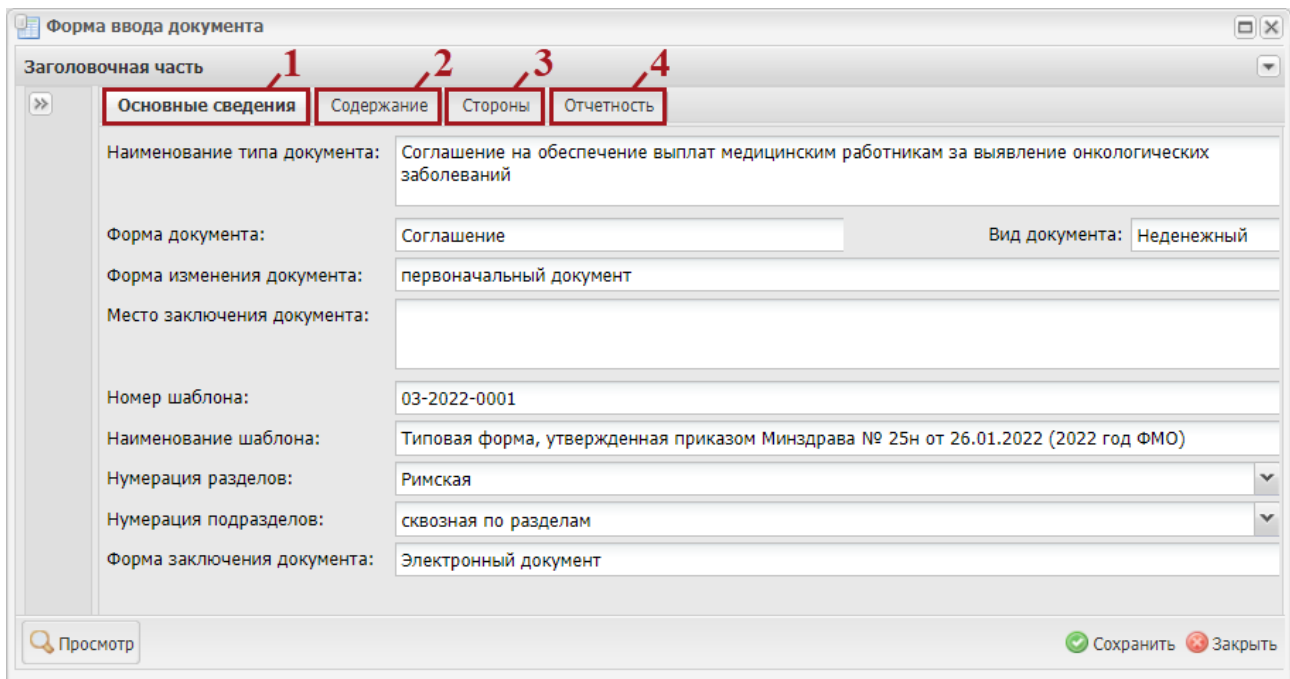 Форма ввода документа
Заголовочная часть
1 2 3 4
Основные сведения Содержание Стороны Отчетность
Наименование типа документа: Соглашение на обеспечение выплат медицинским работникам за выявление онкологических
заболеваний
Форма документа: Соглашение Вид документа: Неденежный
Форма изменения документа: первоначальный документ
Место заключения документа:
Номер шаблона: 03-2022-0001
Наименование шаблона: Типовая форма, утвержденная приказом Минздрава № 25н от 26.01.2022 (2022 год ФМО)
Нумерация разделов: Римская
Нумерация подразделов: сквозная по разделам
Форма заключения документа: Электронный документ
Просмотр Сохранить Закрыть